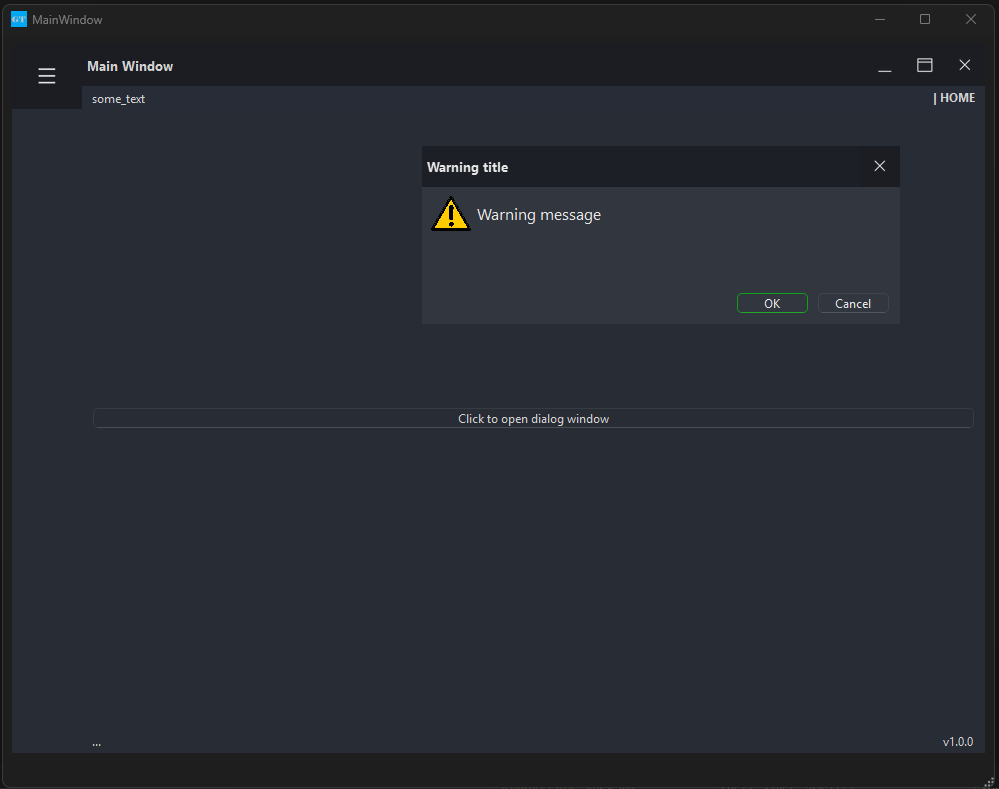 GT MainWindow
Main Window
some_text
| HOME
Warning title
Warning message
OK
Cancel
Click to open dialog window
...
v1.0.0